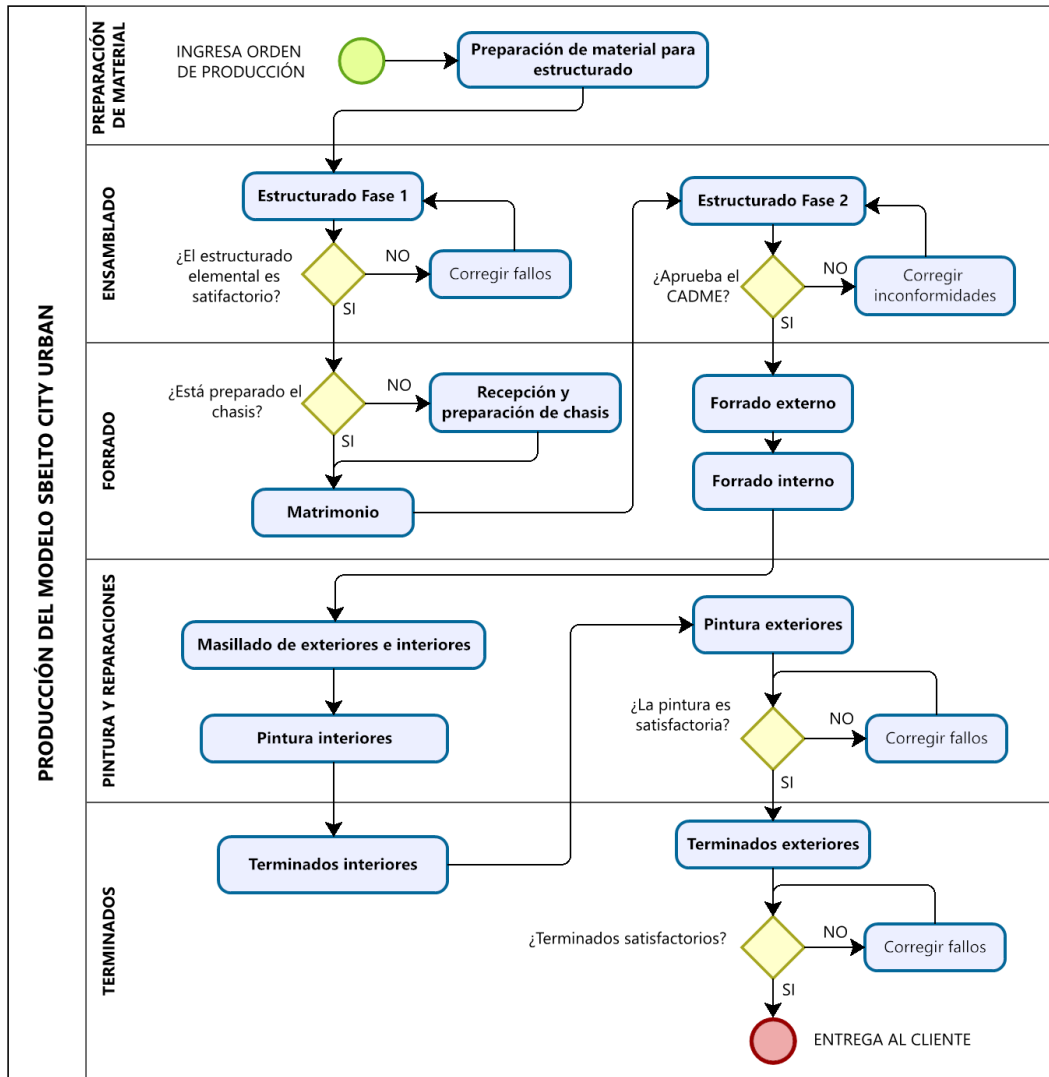 PRODUCCIÓN DEL MODELO SBELTO CITY URBAN
PREPARACIÓN
DE MATERIAL
INGRESA ORDEN
DE PRODUCCIÓN
Preparación de material para
estructurado
ENSAMBLADO
Estructurado Fase 1
¿El estructurado
elemental es
satifactorio?
NO
Corregir fallos
SI
Estructurado Fase 2
¿Aprueba el
CADME?
NO
Corregir
inconformidades
SI
FORRADO
¿Está preparado el
chasis?
NO
Recepción y
preparación de chasis
SI
Matrimonio
Forrado externo
Forrado interno
PINTURA Y REPARACIONES
Masillado de exteriores e interiores
Pintura interiores
Pintura exteriores
¿La pintura es
satisfactoria?
NO
Corregir fallos
SI
TERMINADOS
Terminados interiores
Terminados exteriores
¿Terminados satisfactorios?
NO
Corregir fallos
SI
ENTREGA AL CLIENTE